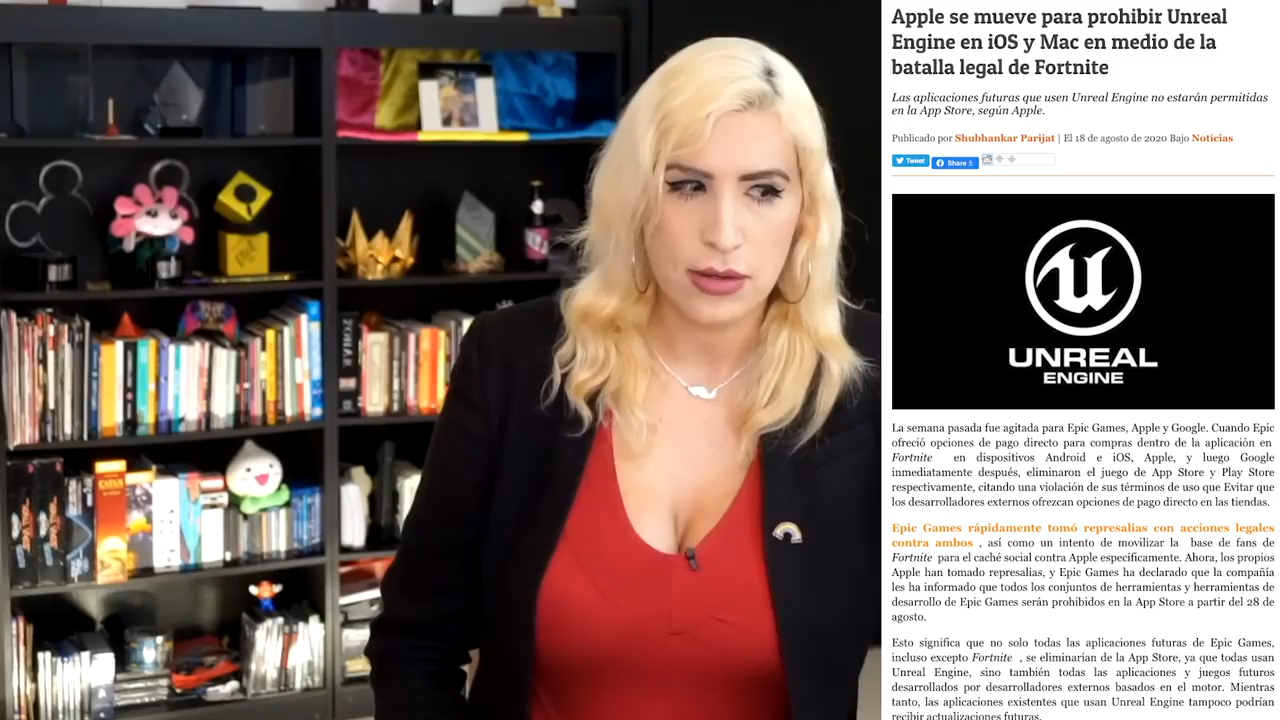 Apple se mueve para prohibir Unreal
Engine en iOS y Mac en medio de la
batalla legal de Fortnite
Las aplicaciones futuras que usen Unreal Engine no estarán permitidas
en la App Store, según Apple.
Publicado por Shubhankar Parijat | El 18 de agosto de 2020 Bajo Noticias
Tweet
Share 5
UNREAL
ENGINE
La semana pasada fue agitada para Epic Games, Apple y Google. Cuando Epic
ofreció opciones de pago directo para compras dentro de la aplicación en
Fortnite en dispositivos Android e iOS, Apple, y luego Google
inmediatamente después, eliminaron el juego de App Store y Play Store
respectivamente, citando una violación de sus términos de uso que Evitar que
los desarrolladores externos ofrezcan opciones de pago directo en las tiendas.
Epic Games rápidamente tomó represalias con acciones legales
contra ambos , así como un intento de movilizar la base de fans de
Fortnite para el caché social contra Apple específicamente. Ahora, los propios
Apple han tomado represalias, y Epic Games ha declarado que la compañía
les ha informado que todos los conjuntos de herramientas y herramientas de
desarrollo de Epic Games serán prohibidos en la App Store a partir del 28 de
agosto.
Esto significa que no solo todas las aplicaciones futuras de Epic Games,
incluso excepto Fortnite , se eliminarían de la App Store, ya que todas usan
Unreal Engine, sino también todas las aplicaciones y juegos futuros
desarrollados por desarrolladores externos basados en el motor. Mientras
tanto, las aplicaciones existentes que usan Unreal Engine tampoco podrían
recibir actualizaciones futuras.
CATAN